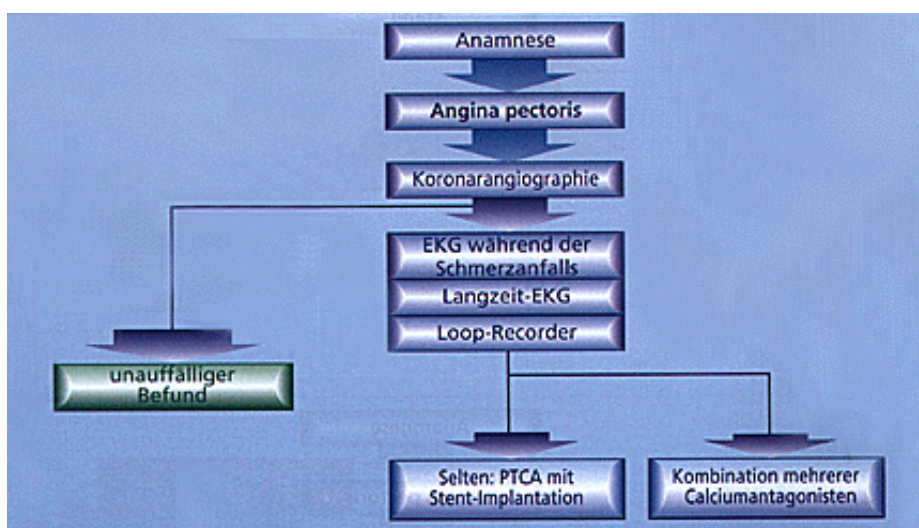 Anamnese
Angina pectoris
Koronarangiographie
EKG während der
Schmerzanfalls
Langzeit-EKG
Loop-Recorder
unauffälliger
Befund
Selten: PTCA mit
Stent-Implantation
Kombination mehrerer
Calciumantagonisten